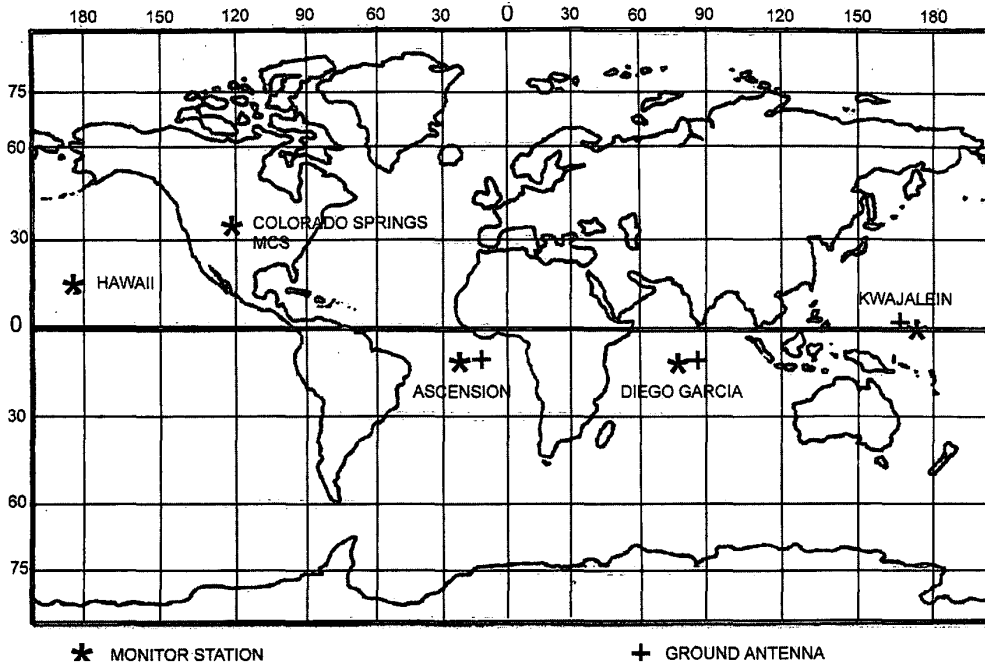 180 150 120 90 60 30 0 30 60 90 120 150 180
75
60
COLORADO SPRINGS
MCS
30
HAWAII
KWAJALEIN
0
ASCENSION
DIEGO GARCIA
30
60
75
MONITOR STATION
GROUND ANTENNA